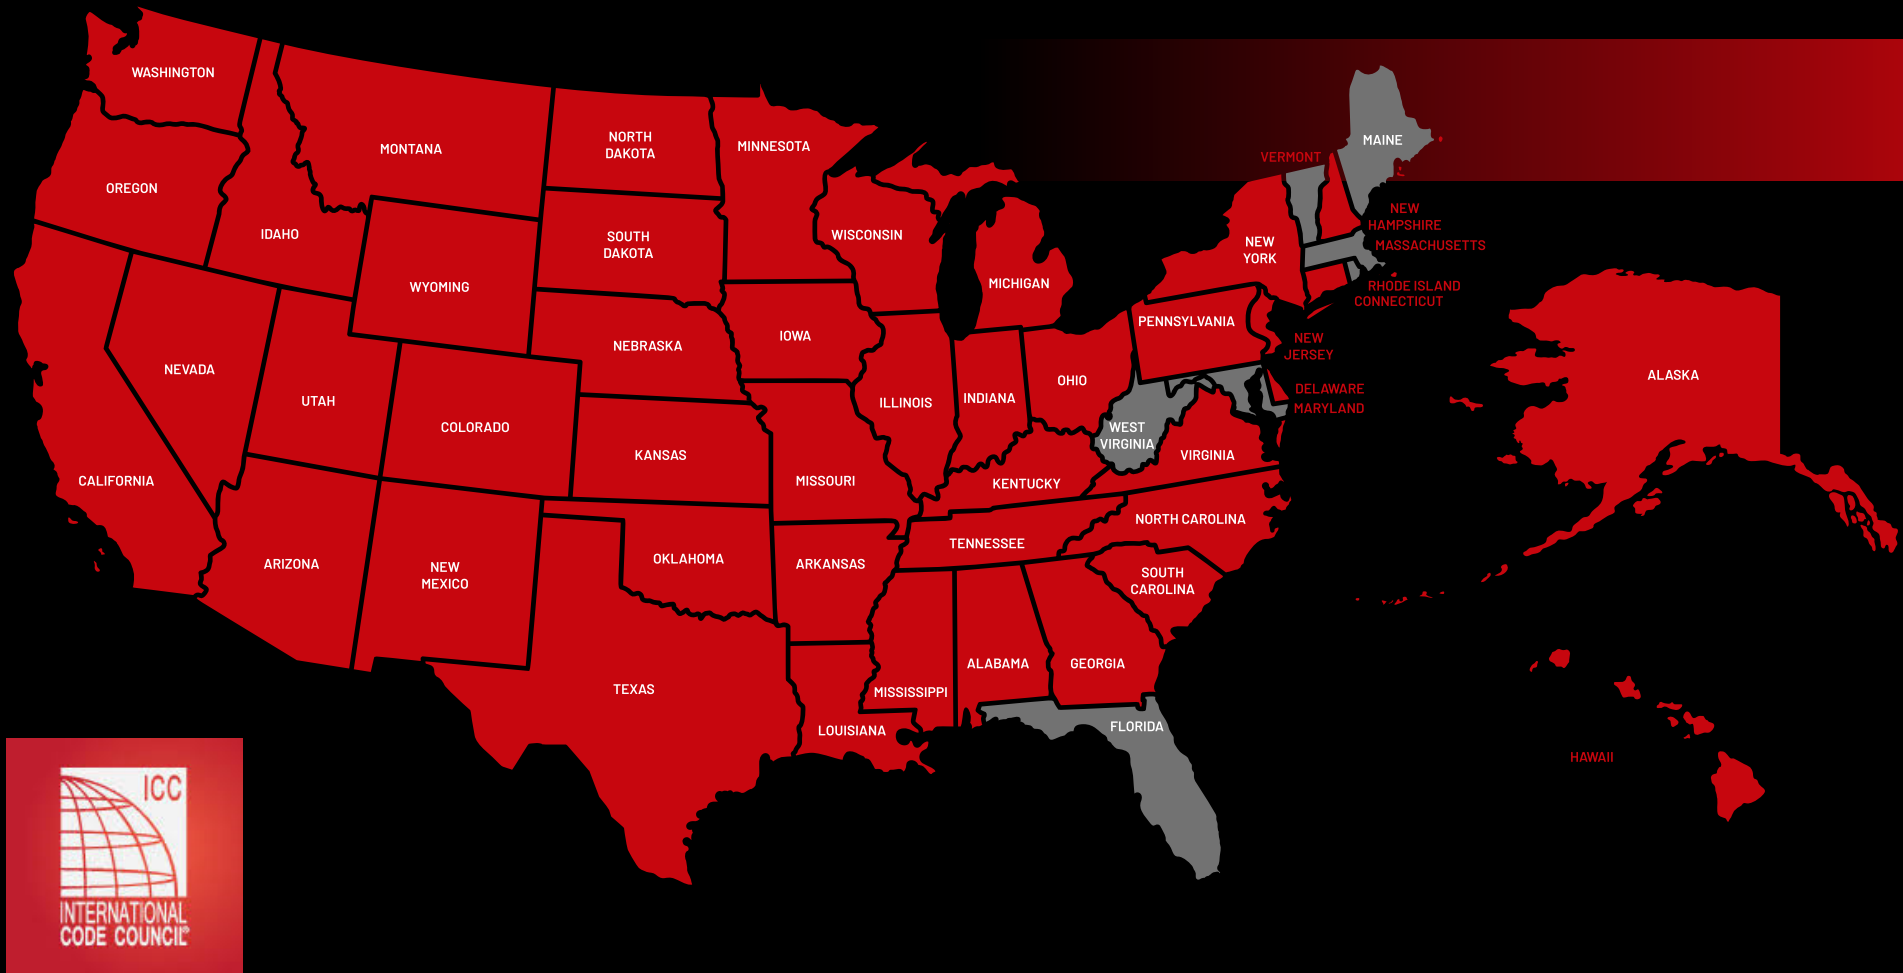 WASHINGTON
MONTANA
NORTH
DAKOTA
MINNESOTA
MAINE
VERMONT
OREGON
IDAHO
SOUTH
DAKOTA
WISCONSIN
NEW
YORK
NEW
HAMPSHIRE
MASSACHUSETTS
WYOMING
MICHIGAN
RHODE ISLAND
CONNECTICUT
PENNSYLVANIA
NEBRASKA
IOWA
NEW
JERSEY
NEVADA
UTAH
OHIO
ALASKA
ILLINOIS
INDIANA
DELAWARE
MARYLAND
COLORADO
KANSAS
WEST
VIRGINIA
VIRGINIA
CALIFORNIA
MISSOURI
KENTUCKY
NORTH CAROLINA
TENNESSEE
ARIZONA
NEW
MEXICO
OKLAHOMA
ARKANSAS
SOUTH
CAROLINA
TEXAS
MISSISSIPPI
ALABAMA
GEORGIA
LOUISIANA
FLORIDA
HAWAII
ICC
INTERNATIONAL
CODE COUNCIL®